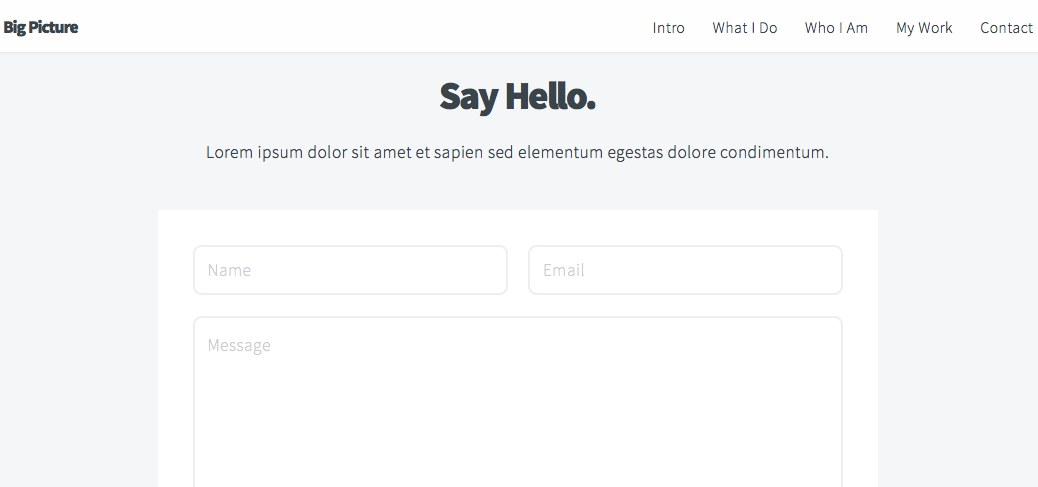 Big Picture
Intro What I Do Who I Am My Work Contact
Say Hello.
Lorem ipsum dolor sit amet et sapien sed elementum egestas dolore condimentum.
Name Email
Message